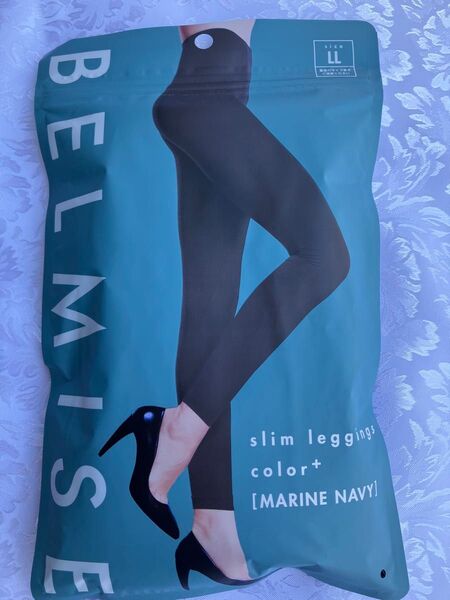 BELMISE
SIZE
LL
slim leggings
color+
[MARINE NAVY]